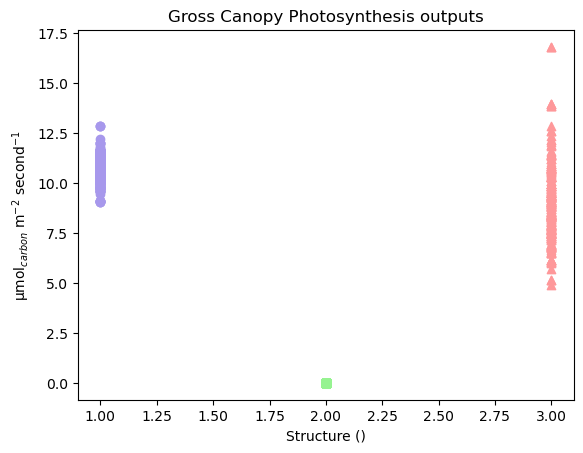 Gross Canopy Photosynthesis outputs
17.5
15.0
12.5
10.0
7.5
5.0
2.5
0.0
µmol_carbon m⁻² second⁻¹
1.00 1.25 1.50 1.75 2.00 2.25 2.50 2.75 3.00
Structure ()